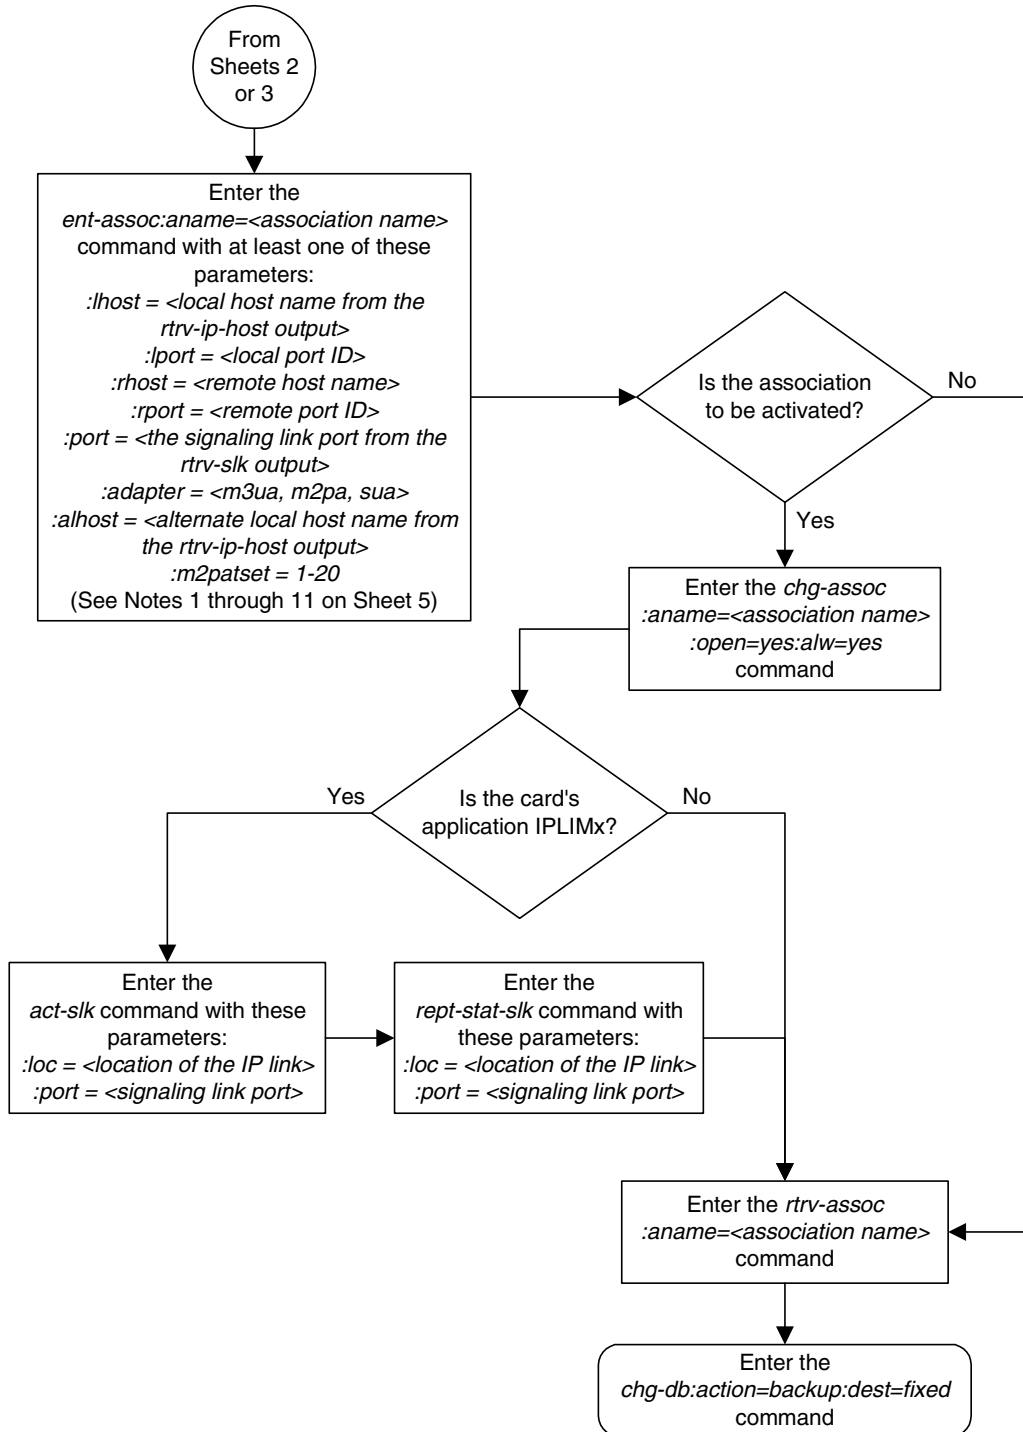 From
Sheets 2
or 3
Enter the
ent-assoc:aname=<association name>
command with at least one of these
parameters:
:lhost = <local host name from the
rtrv-ip-host output>
:lport = <local port ID>
:rhost = <remote host name>
:rport = <remote port ID>
:port = <the signaling link port from the
rtrv-slk output>
:adapter = <m3ua, m2pa, sua>
:alhost = <alternate local host name from
the rtrv-ip-host output>
:m2patset = 1-20
(See Notes 1 through 11 on Sheet 5)
Is the association
to be activated?
No
Yes
Enter the chg-assoc
:aname=<association name>
:open=yes:alw=yes
command
Is the card's
application IPLIMx?
Yes
No
Enter the
act-slk command with these
parameters:
:loc = <location of the IP link>
:port = <signaling link port>
Enter the
rept-stat-slk command with
these parameters:
:loc = <location of the IP link>
:port = <signaling link port>
Enter the rtrv-assoc
:aname=<association name>
command
Enter the
chg-db:action=backup:dest=fixed
command